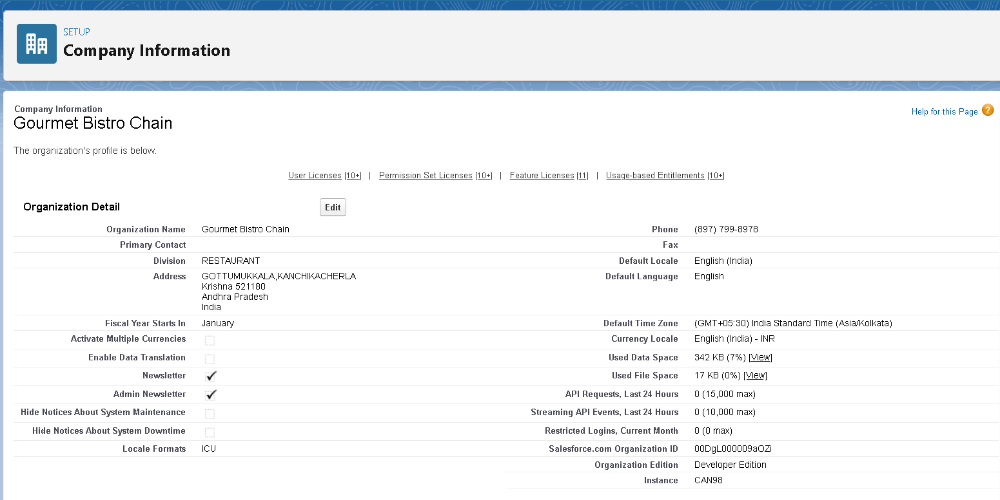 SETUP
Company Information
Company Information
Gourmet Bistro Chain
Help for this Page ?
The organization's profile is below.
User Licenses [10+] | Permission Set Licenses [10+] | Feature Licenses [11] | Usage-based Entitlements [10+]
Organization Detail
Edit
Organization Name Gourmet Bistro Chain
Phone (897) 799-8978
Primary Contact
Fax
Division RESTAURANT
Default Locale English (India)
Address GOTTUMUKKALA,KANCHIKACHERLA
Krishna 521180
Andhra Pradesh
India
Default Language English
Fiscal Year Starts In January
Default Time Zone (GMT+05:30) India Standard Time (Asia/Kolkata)
Activate Multiple Currencies
Currency Locale English (India) - INR
Enable Data Translation
Used Data Space 342 KB (7%) [View]
Newsletter
Used File Space 17 KB (0%) [View]
Admin Newsletter
API Requests, Last 24 Hours 0 (15,000 max)
Hide Notices About System Maintenance
Streaming API Events, Last 24 Hours 0 (10,000 max)
Hide Notices About System Downtime
Restricted Logins, Current Month 0 (0 max)
Locale Formats ICU
Salesforce.com Organization ID 00DgL000009aOZi
Organization Edition Developer Edition
Instance CAN98